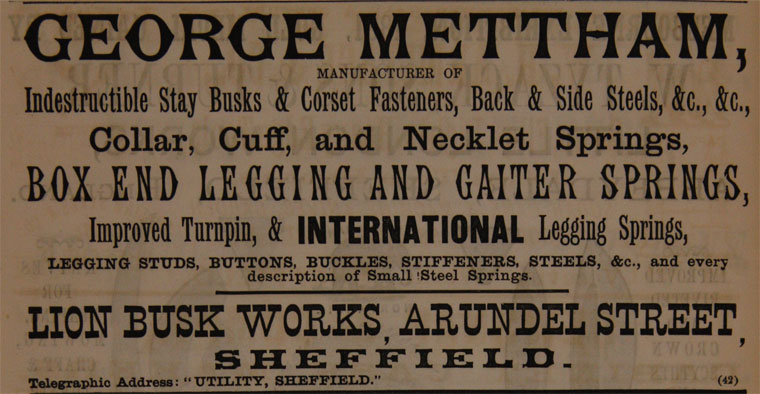 GEORGE METTHAM,
MANUFACTURER OF
Indestructible Stay Busks & Corset Fasteners, Back & Side Steels, &c., &c.,
Collar, Cuff, and Necklet Springs,
BOX END LEGGING AND GAITER SPRINGS,
Improved Turnpin, & INTERNATIONAL Legging Springs,
LEGGING STUDS, BUTTONS, BUCKLES, STIFFENERS, STEELS, &c., and every
description of Small Steel Springs.
LION BUSK WORKS, ARUNDEL STREET,
SHEFFIELD.
Telegraphic Address: "UTILITY, SHEFFIELD." (42)